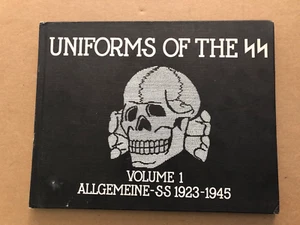 UNIFORMS OF THE SS
VOLUME 1
ALLGEMEINE-SS 1923-1945